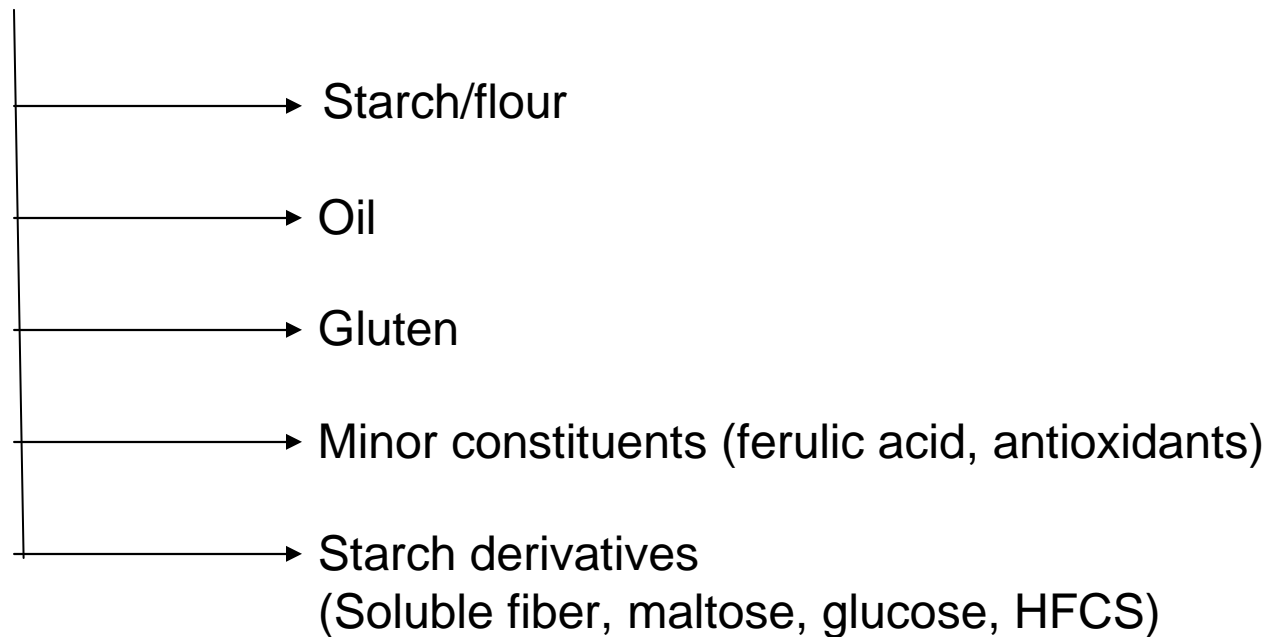 Starch/flour
Oil
Gluten
Minor constituents (ferulic acid, antioxidants)
Starch derivatives
(Soluble fiber, maltose, glucose, HFCS)